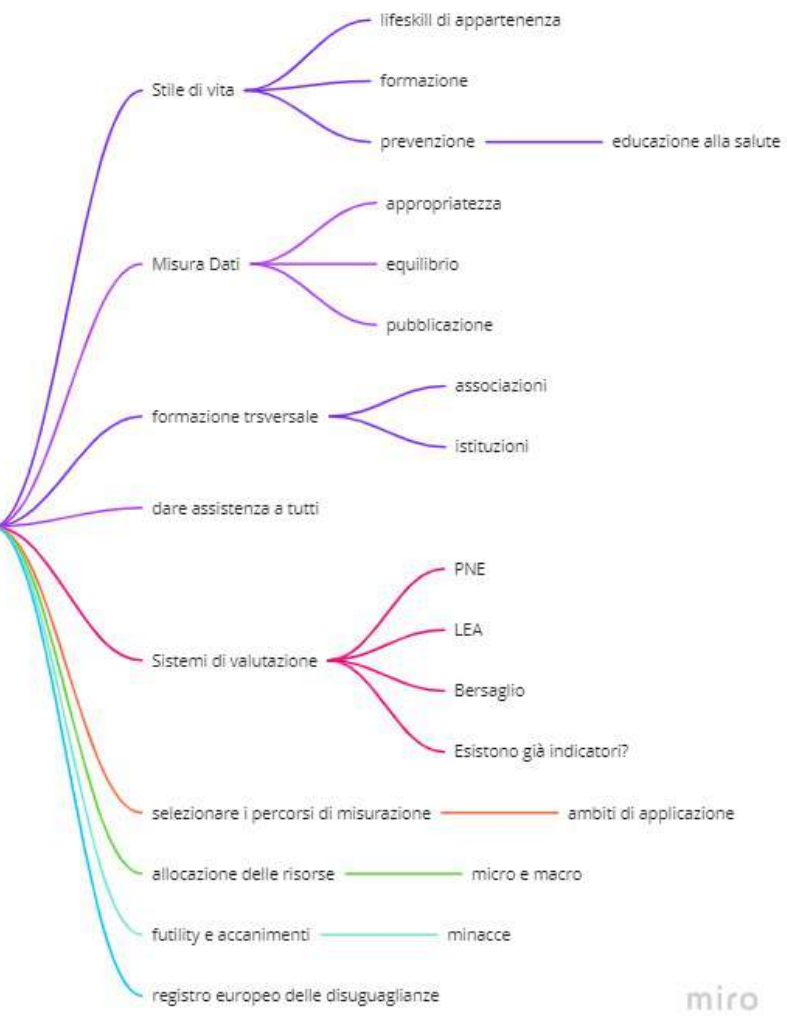 lifeskill di appartenenza
Stile di vita
formazione
prevenzione
educazione alla salute
appropriatezza
Misura Dati
equilibrio
pubblicazione
associazioni
formazione trsversale
istituzioni
dare assistenza a tutti
PNE
LEA
Sistemi di valutazione
Bersaglio
Esistono già indicatori?
selezionare i percorsi di misurazione
ambiti di applicazione
allocazione delle risorse
micro e macro
futility e accanimenti
minacce
registro europeo delle disuguaglianze
miro